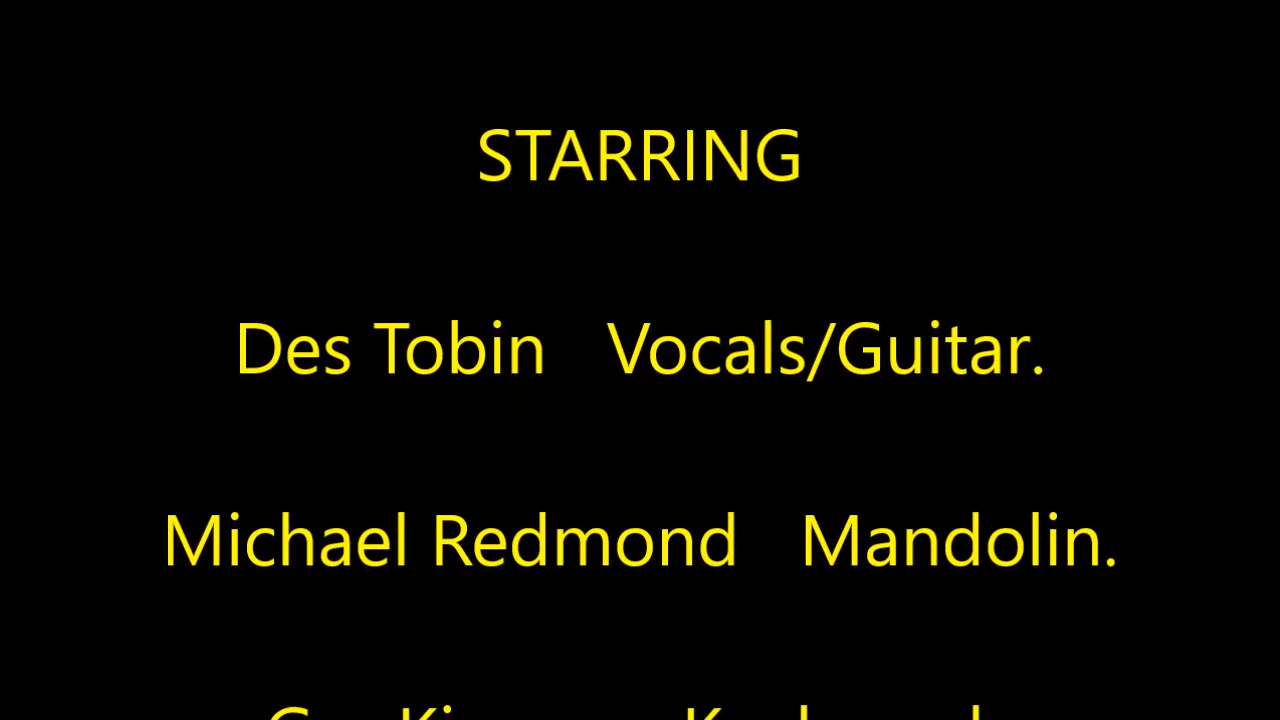 STARRING
Des Tobin Vocals/Guitar.
Michael Redmond Mandolin.